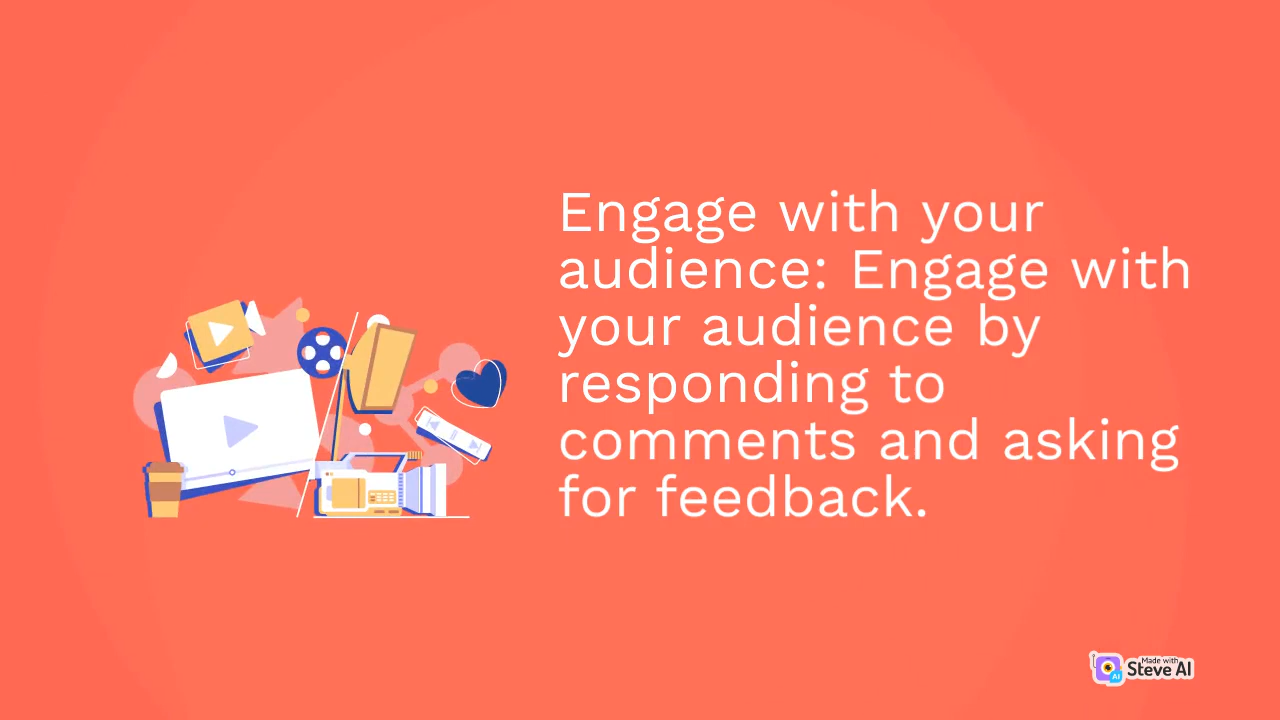 Engage with your
audience: Engage with
your audience by
responding to
comments and asking
for feedback.
Made with
Steve AI
AI